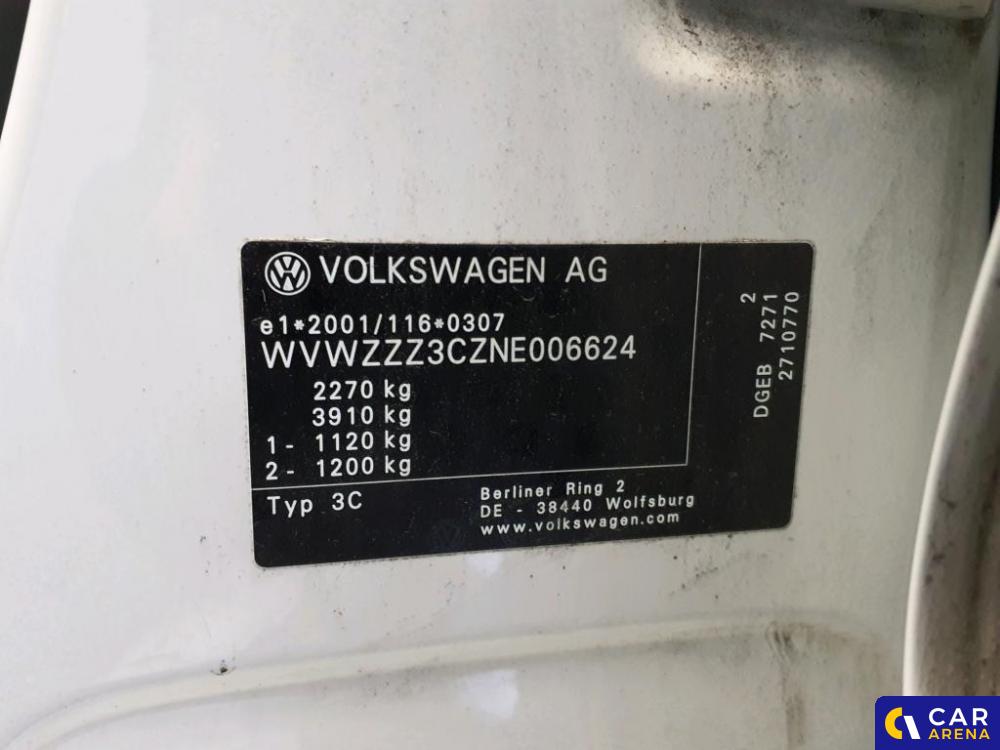 VOLKSWAGEN AG
e1*2001/116*0307
WVWZZZ3CZNE006624
2270 kg
3910 kg
1- 1120 kg
2- 1200 kg
Typ 3C
Berliner Ring 2
DE - 38440 Wolfsburg
www.volkswagen.com
2
DGEB 7271
2710770
CAR
ARENA